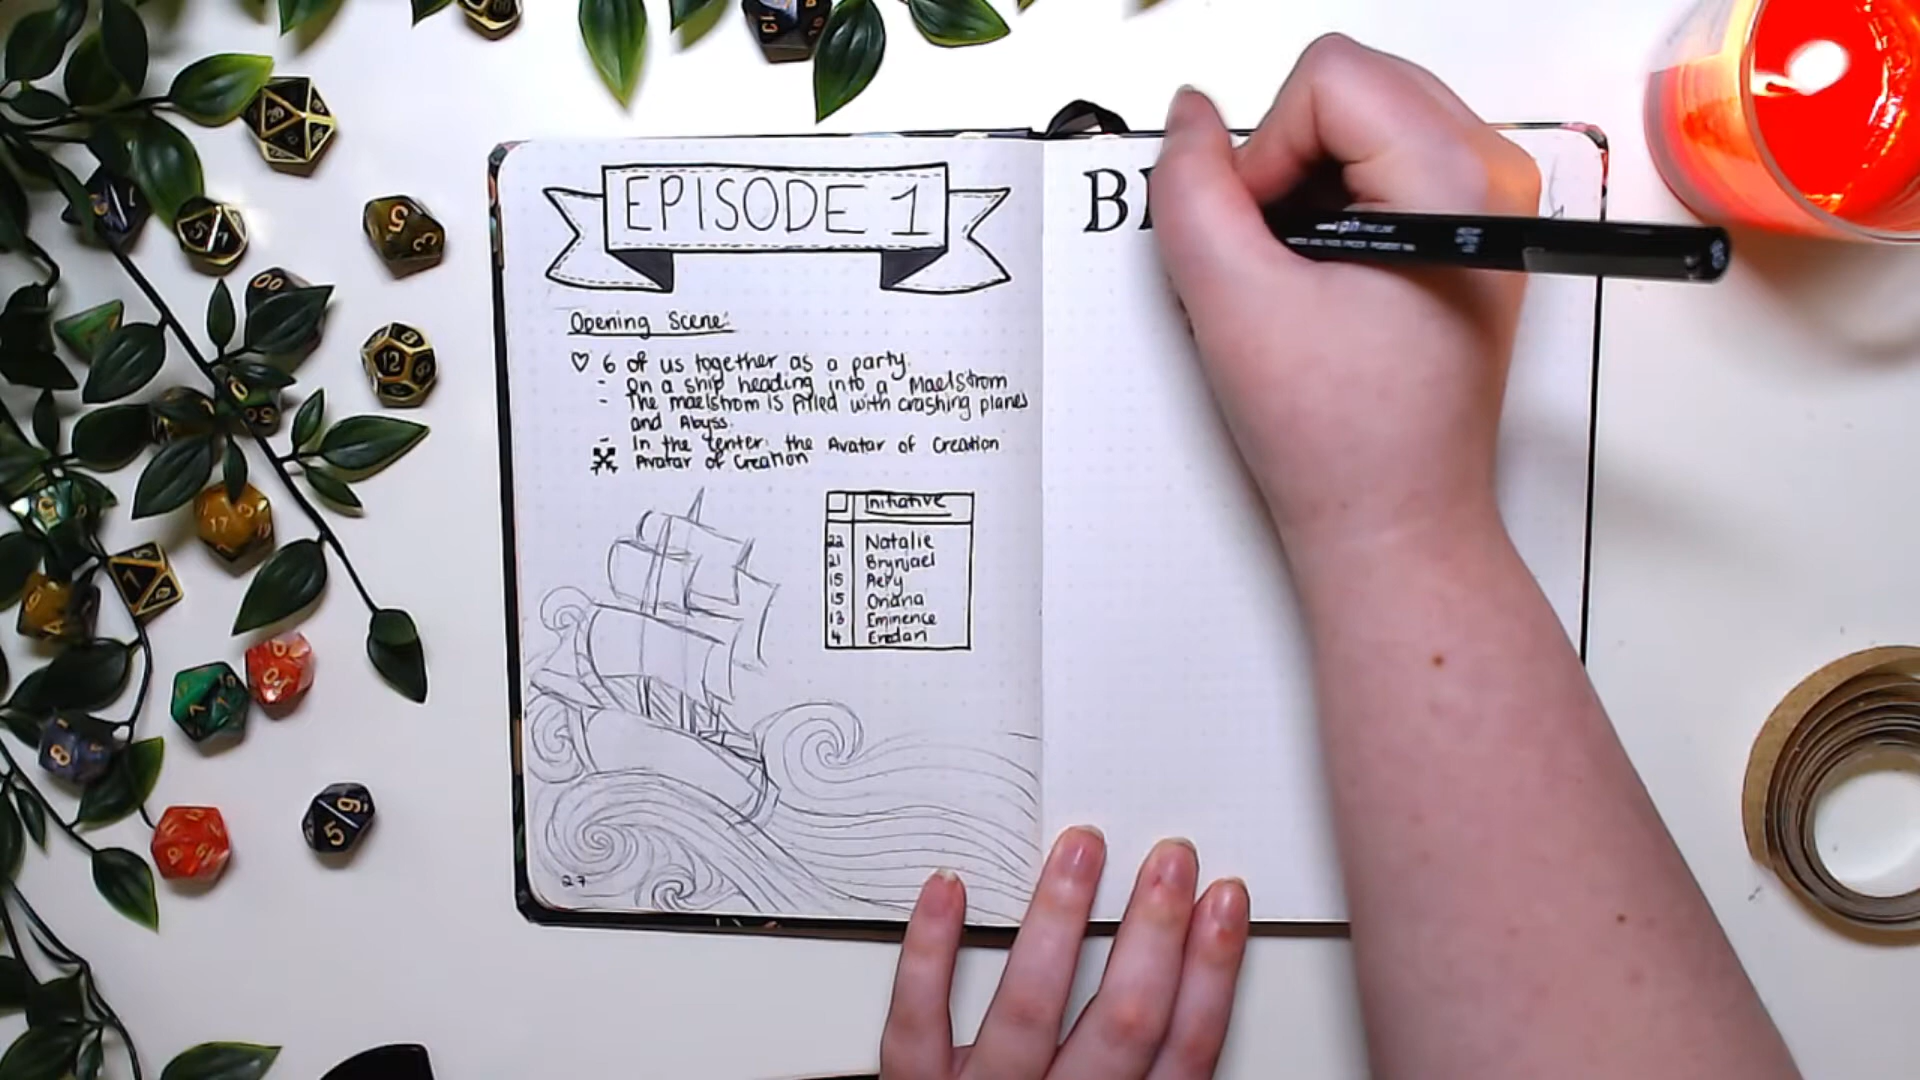 EPISODE 1
Opening Scene:
♡ 6 of us together as a party.
- On a ship heading into a Maelstrom
- The maelstrom is filled with crashing planes
and Abyss.
- In the center: the Avatar of Creation
Avatar of Creation
Initiative
22 Natalie
21 Brynjael
15 Aery
15 Oriana
13 Eminence
4 Erodan
27
B